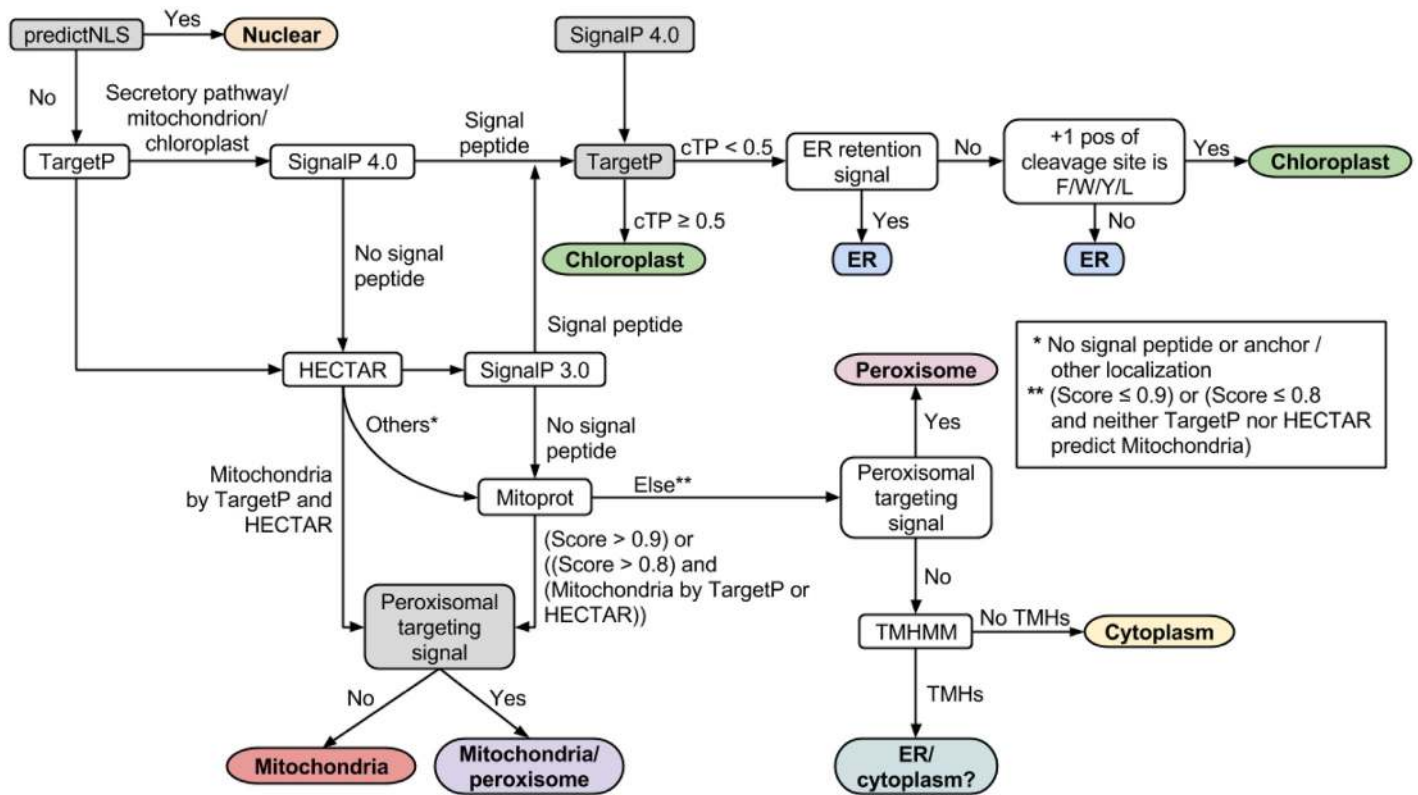 predictNLS
Yes
Nuclear
SignalP 4.0
No
Secretory pathway/
mitochondrion/
chloroplast
TargetP
SignalP 4.0
Signal
peptide
TargetP
cTP < 0.5
ER retention
signal
No
+1 pos of
cleavage site is
F/W/Y/L
Yes
Chloroplast
cTP ≥ 0.5
Chloroplast
Yes
ER
No
ER
No signal
peptide
Signal peptide
HECTAR
SignalP 3.0
Peroxisome
* No signal peptide or anchor /
other localization
** (Score ≤ 0.9) or (Score ≤ 0.8
and neither TargetP nor HECTAR
predict Mitochondria)
Others*
No signal
peptide
Yes
Mitochondria
by TargetP and
HECTAR
Mitoprot
Else**
Peroxisomal
targeting
signal
(Score > 0.9) or
((Score > 0.8) and
(Mitochondria by TargetP or
HECTAR))
No
Peroxisomal
targeting
signal
TMHMM
No TMHs
Cytoplasm
No
Yes
TMHs
Mitochondria
Mitochondria/
peroxisome
ER/
cytoplasm?